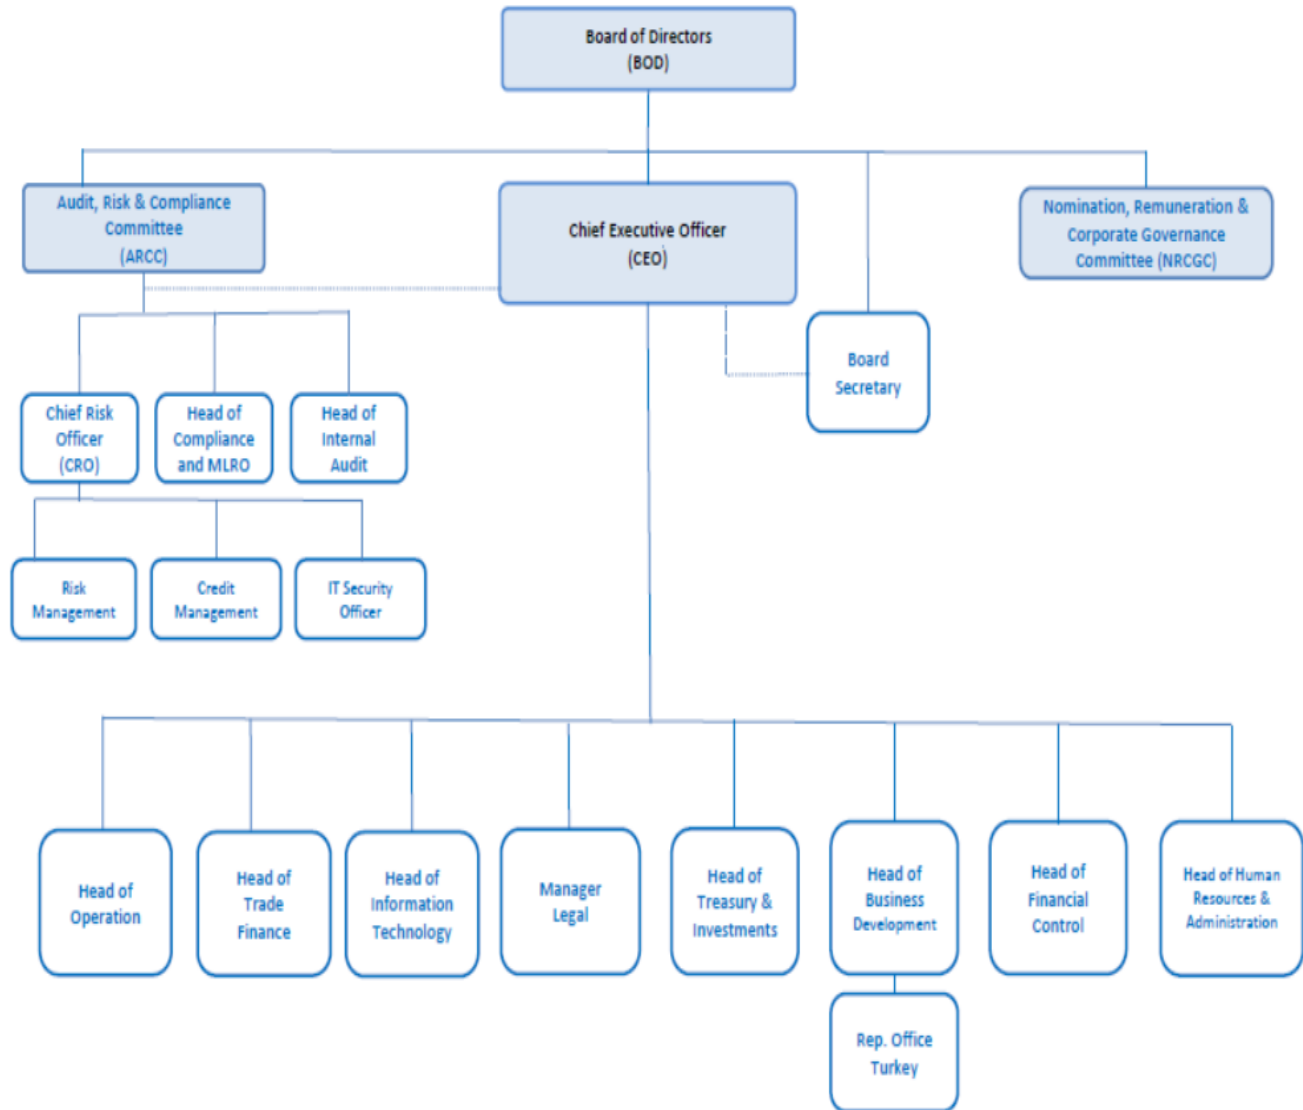 Board of Directors
(BOD)
Audit, Risk & Compliance
Committee
(ARCC)
Chief Executive Officer
(CEO)
Nomination, Remuneration &
Corporate Governance
Committee (NRCGC)
Board
Secretary
Chief Risk
Officer
(CRO)
Head of
Compliance
and MLRO
Head of
Internal
Audit
Risk
Management
Credit
Management
IT Security
Officer
Head of
Operation
Head of
Trade
Finance
Head of
Information
Technology
Manager
Legal
Head of
Treasury &
Investments
Head of
Business
Development
Head of
Financial
Control
Head of Human
Resources &
Administration
Rep. Office
Turkey